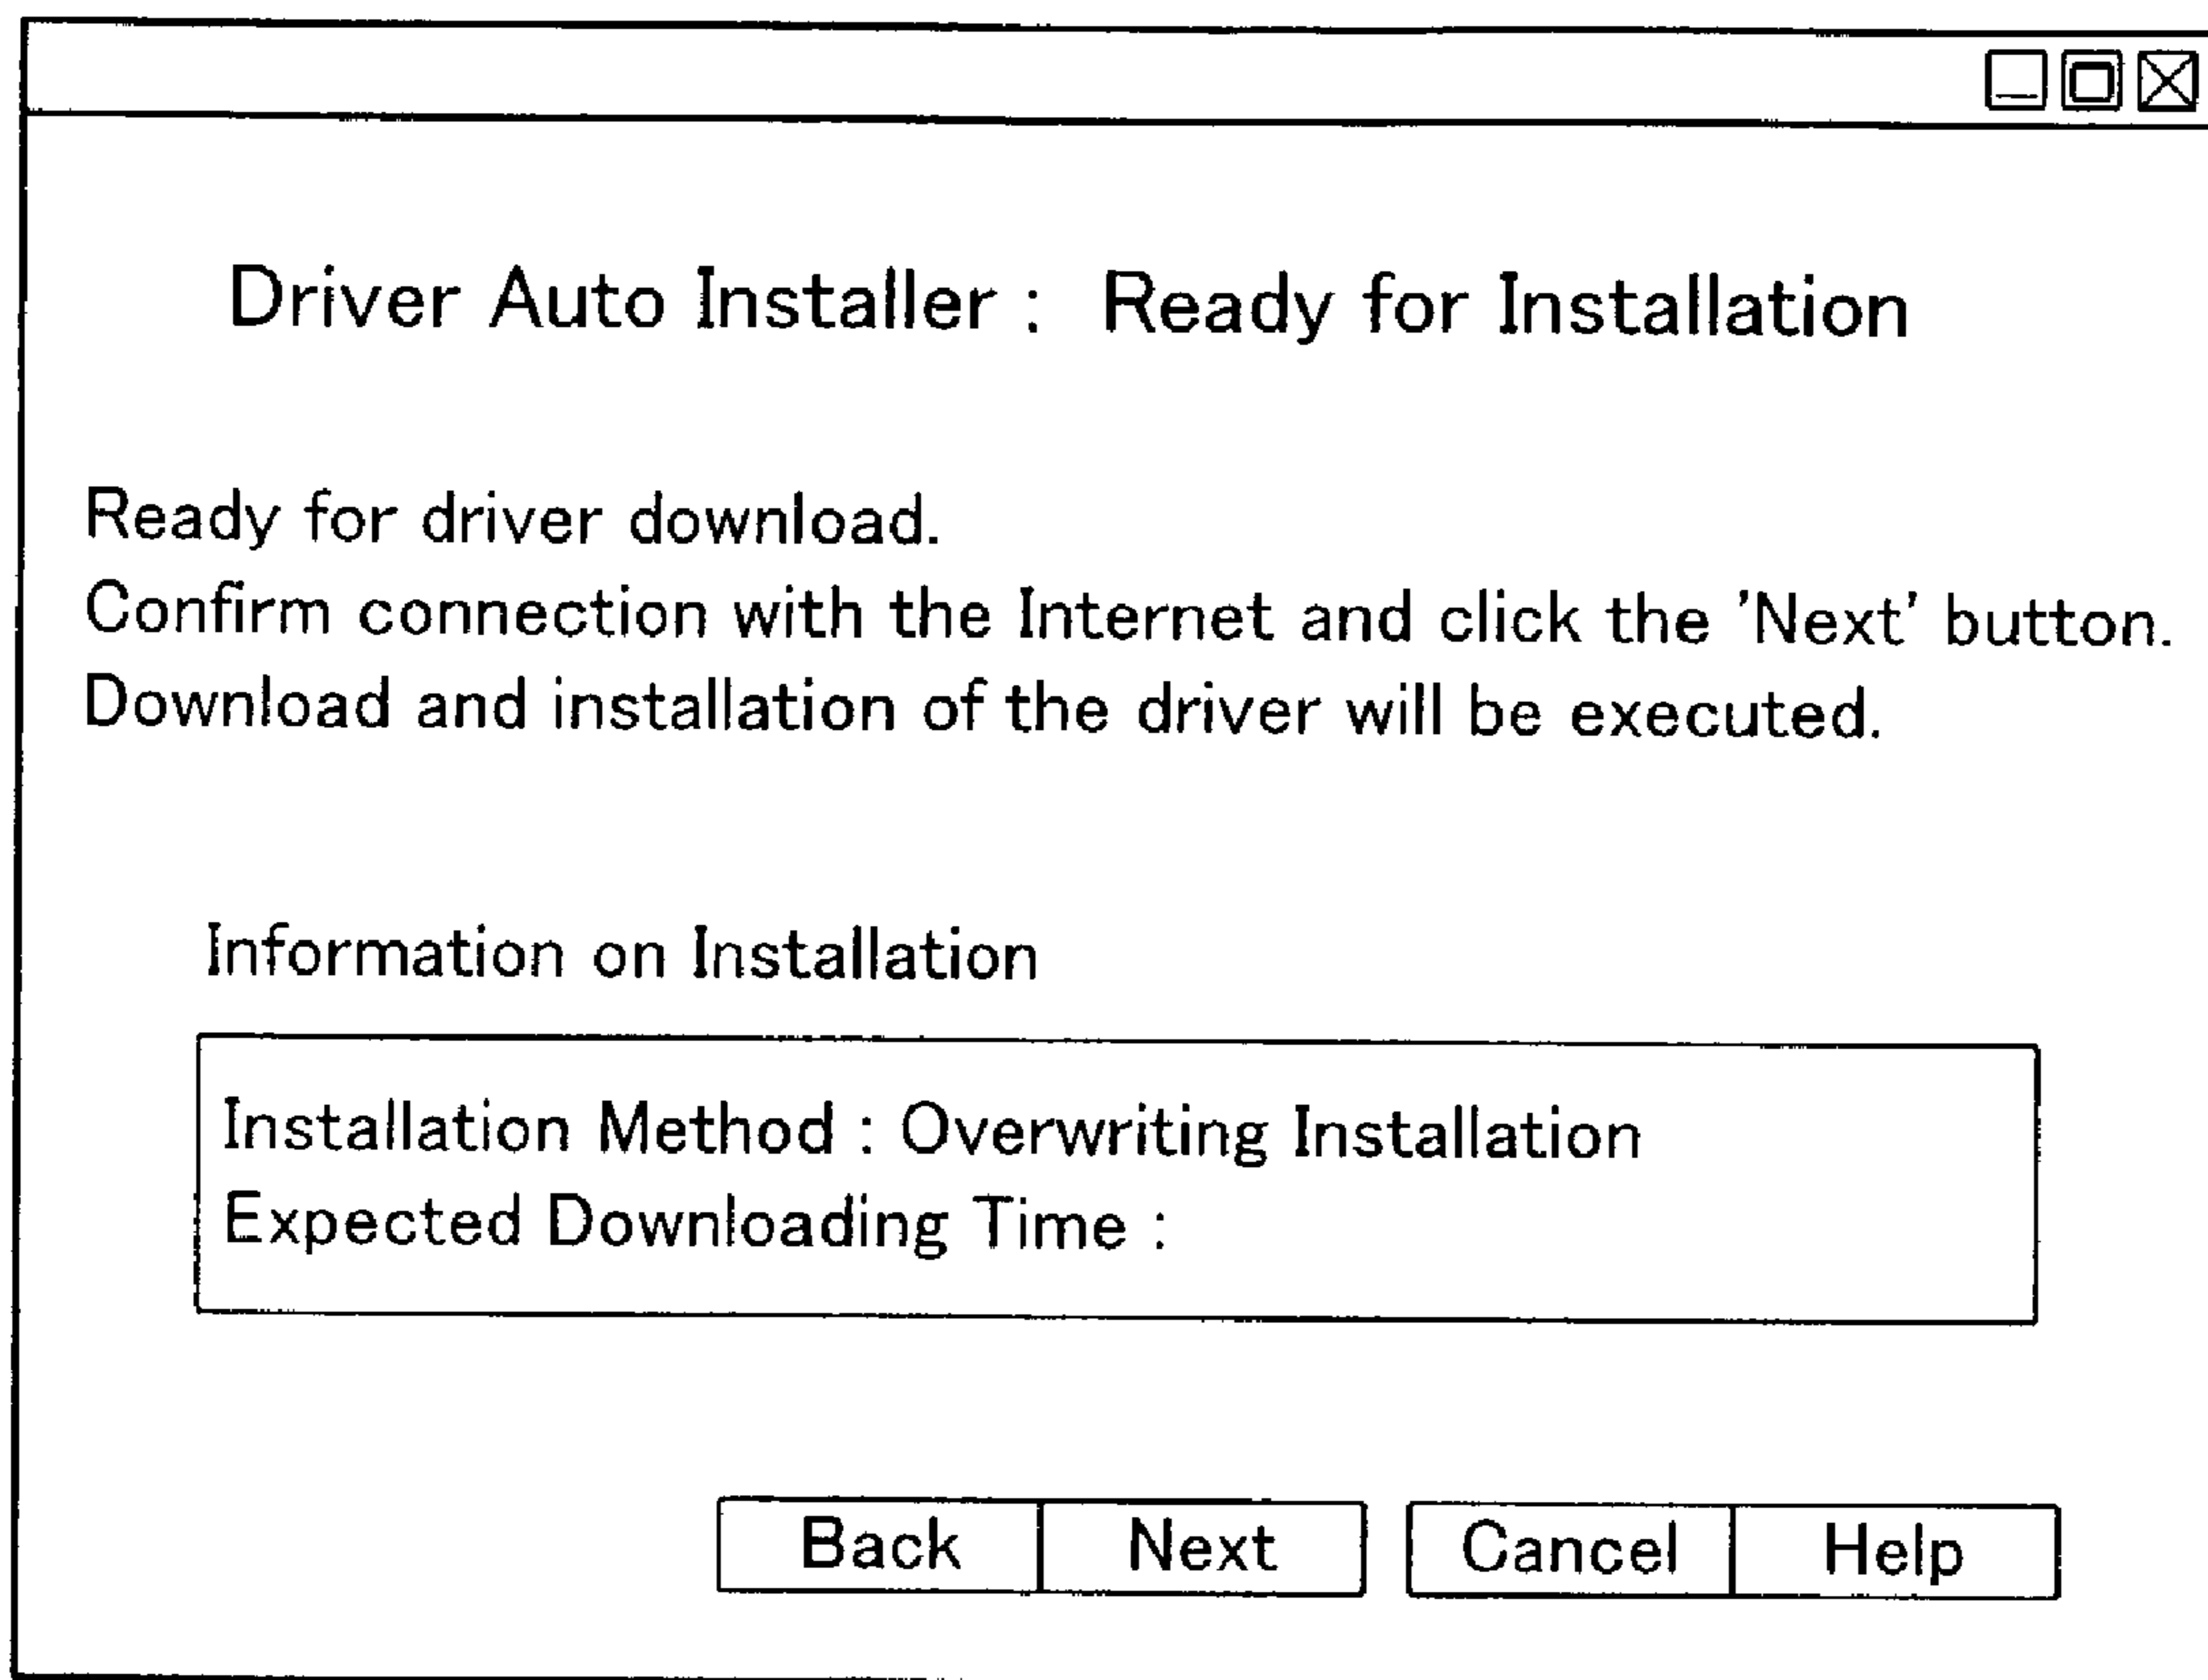 Driver Auto Installer : Ready for Installation
Ready for driver download.
Confirm connection with the Internet and click the 'Next' button.
Download and installation of the driver will be executed.
Information on Installation
Installation Method : Overwriting Installation
Expected Downloading Time :
Back Next Cancel Help